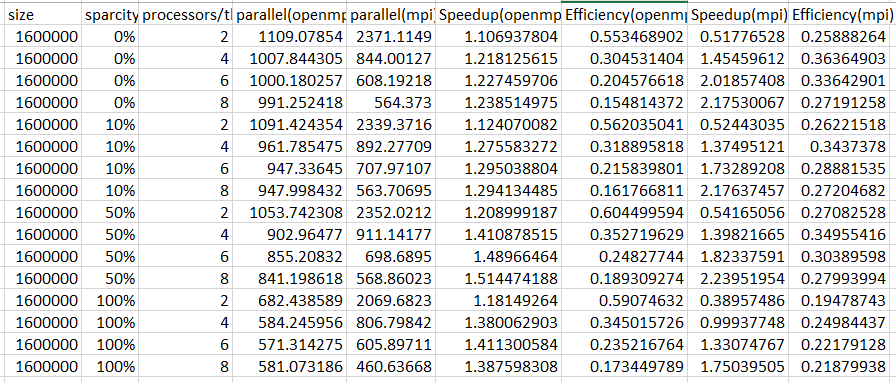 size sparcity processors/tl parallel(openmp parallel(mpi) Speedup(openmp Efficiency(openmp Speedup(mpi) Efficiency(mpi)
1600000 0% 2 1109.07854 2371.1149 1.106937804 0.553468902 0.51776528 0.25888264
1600000 0% 4 1007.844305 844.00127 1.218125615 0.304531404 1.45459612 0.36364903
1600000 0% 6 1000.180257 608.19218 1.227459706 0.204576618 2.01857408 0.33642901
1600000 0% 8 991.252418 564.373 1.238514975 0.154814372 2.17530067 0.27191258
1600000 10% 2 1091.424354 2339.3716 1.124070082 0.562035041 0.52443035 0.26221518
1600000 10% 4 961.785475 892.27709 1.275583272 0.318895818 1.37495121 0.3437378
1600000 10% 6 947.33645 707.97107 1.295038804 0.215839801 1.73289208 0.28881535
1600000 10% 8 947.998432 563.70695 1.294134485 0.161766811 2.17637457 0.27204682
1600000 50% 2 1053.742308 2352.0212 1.208999187 0.604499594 0.54165056 0.27082528
1600000 50% 4 902.96477 911.14177 1.410878515 0.352719629 1.39821665 0.34955416
1600000 50% 6 855.20832 698.6895 1.48966464 0.24827744 1.82337591 0.30389598
1600000 50% 8 841.198618 568.86023 1.514474188 0.189309274 2.23951954 0.27993994
1600000 100% 2 682.438589 2069.6823 1.18149264 0.59074632 0.38957486 0.19478743
1600000 100% 4 584.245956 806.79842 1.380062903 0.345015726 0.99937748 0.24984437
1600000 100% 6 571.314275 605.89711 1.411300584 0.235216764 1.33074767 0.22179128
1600000 100% 8 581.073186 460.63668 1.387598308 0.173449789 1.75039505 0.21879938